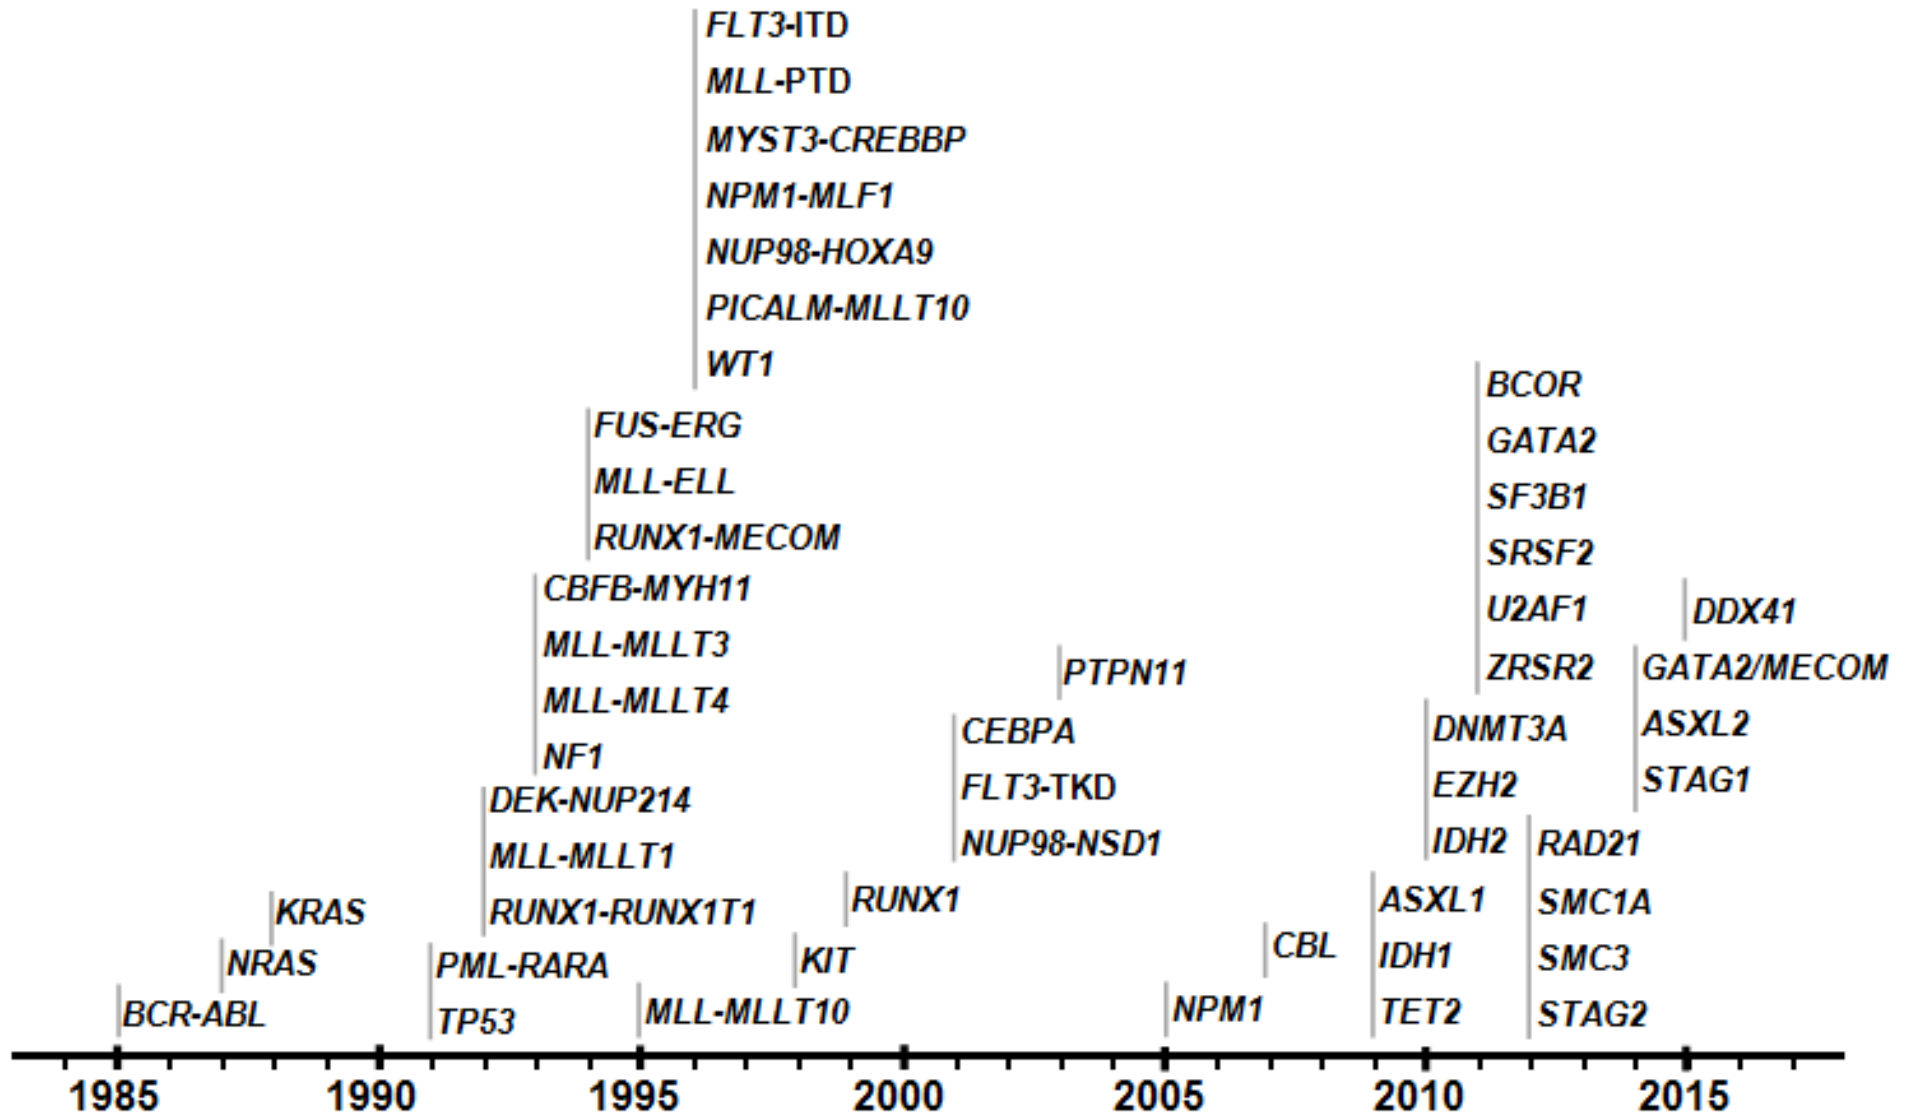 FLT3-ITD
MLL-PTD
MYST3-CREBBP
NPM1-MLF1
NUP98-HOXA9
PICALM-MLLT10
WT1
FUS-ERG
MLL-ELL
RUNX1-MECOM
CBFB-MYH11
MLL-MLLT3
MLL-MLLT4
NF1
DEK-NUP214
MLL-MLLT1
RUNX1-RUNX1T1
KRAS
NRAS
BCR-ABL
PML-RARA
TP53
MLL-MLLT10
KIT
RUNX1
CEBPA
FLT3-TKD
NUP98-NSD1
PTPN11
NPM1
CBL
BCOR
GATA2
SF3B1
SRSF2
U2AF1
ZRSR2
DNMT3A
EZH2
IDH2
ASXL1
IDH1
TET2
DDX41
GATA2/MECOM
ASXL2
STAG1
RAD21
SMC1A
SMC3
STAG2
1985 1990 1995 2000 2005 2010 2015